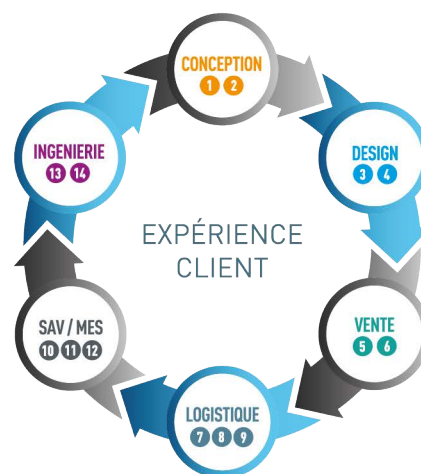 CONCEPTION
1 2
DESIGN
3 4
VENTE
5 6
LOGISTIQUE
7 8 9
SAV / MES
10 11 12
INGENIERIE
13 14
EXPÉRIENCE
CLIENT